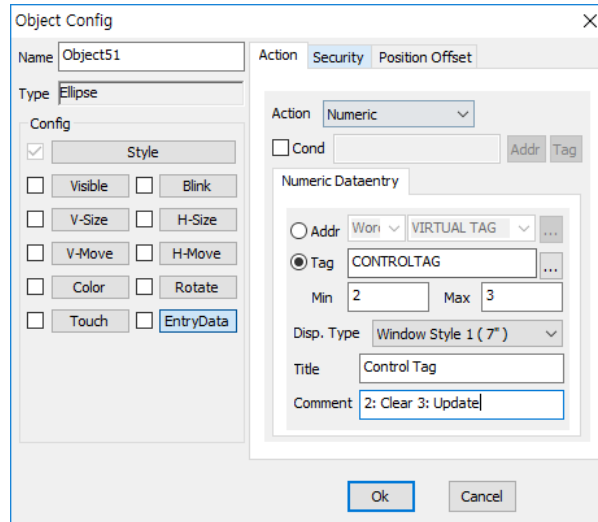 Object Config
Name Object51
Type Ellipse
Config
Style
Visible Blink
V-Size H-Size
V-Move H-Move
Color Rotate
Touch EntryData
Action Security Position Offset
Action Numeric
Cond Addr Tag
Numeric Dataentry
Addr Word VIRTUAL TAG ...
Tag CONTROLTAG ...
Min 2 Max 3
Disp. Type Window Style 1 ( 7" )
Title Control Tag
Comment 2: Clear 3: Update
Ok Cancel